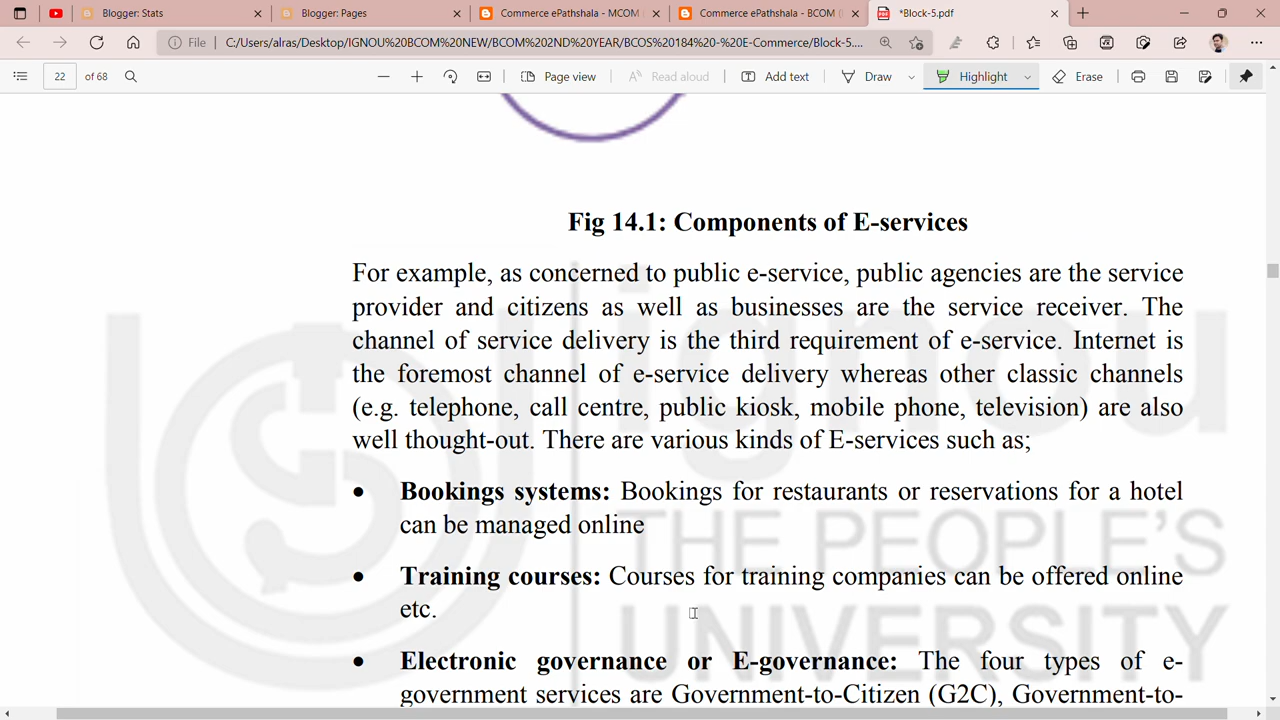 Blogger: Stats
Blogger: Pages
Commerce ePathshala - MCOM (
Commerce ePathshala - BCOM (
*Block-5.pdf
File
C:/Users/alras/Desktop/IGNOU%20BCOM%20NEW/BCOM%202ND%20YEAR/BCOS%20184%20-%20E-Commerce/Block-5....
22 of 68
Page view
Read aloud
Add text
Draw
Highlight
Erase
Fig 14.1: Components of E-services
For example, as concerned to public e-service, public agencies are the service
provider and citizens as well as businesses are the service receiver. The
channel of service delivery is the third requirement of e-service. Internet is
the foremost channel of e-service delivery whereas other classic channels
(e.g. telephone, call centre, public kiosk, mobile phone, television) are also
well thought-out. There are various kinds of E-services such as;
• Bookings systems: Bookings for restaurants or reservations for a hotel
can be managed online
• Training courses: Courses for training companies can be offered online
etc.
• Electronic governance or E-governance: The four types of e-
government services are Government-to-Citizen (G2C), Government-to-
ignou
THE PEOPLE'S
UNIVERSITY